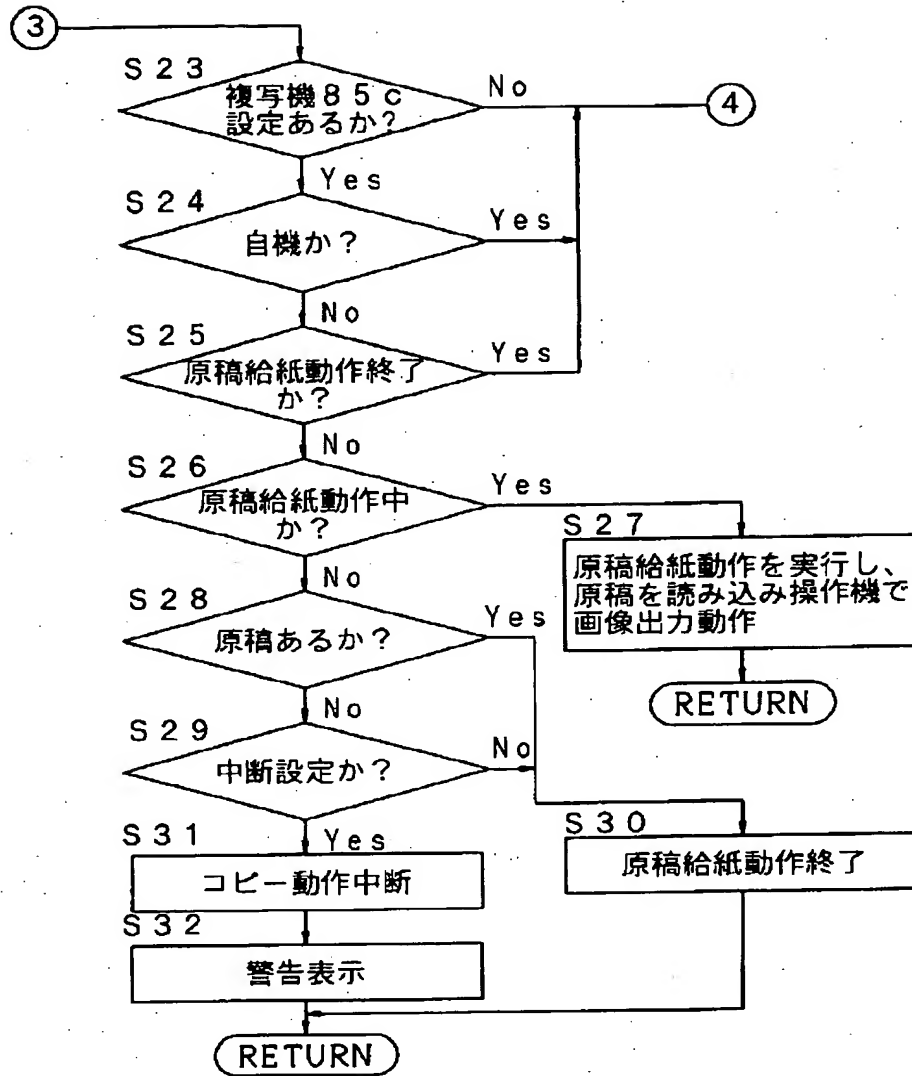 ③
S23
複写機85c
設定あるか?
No
④
Yes
S24
自機か?
Yes
No
S25
原稿給紙動作終了
か?
Yes
No
S26
原稿給紙動作中
か?
Yes
S27
原稿給紙動作を実行し、
原稿を読み込み操作機で
画像出力動作
RETURN
No
S28
原稿あるか?
Yes
No
S29
中断設定か?
No
S30
原稿給紙動作終了
Yes
S31
コピー動作中断
S32
警告表示
RETURN